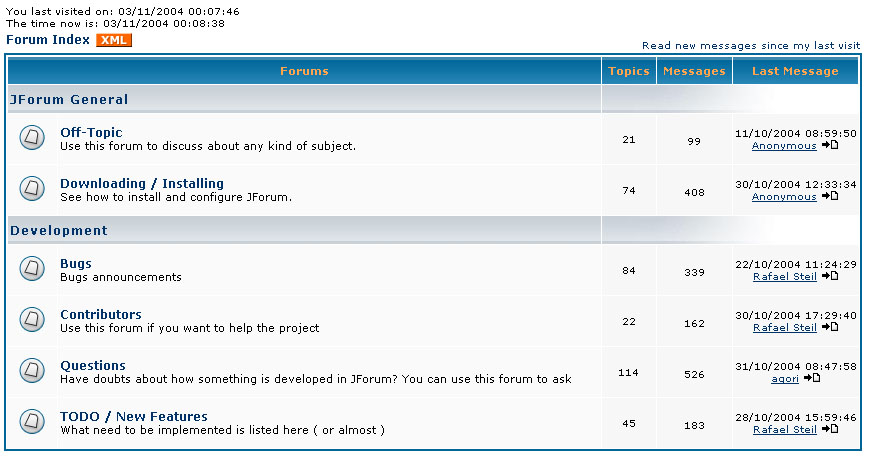 You last visited on: 03/11/2004 00:07:46
The time now is: 03/11/2004 00:08:38
Forum Index XML
Read new messages since my last visit
Forums Topics Messages Last Message
JForum General
Off-Topic
Use this forum to discuss about any kind of subject.
21 99 11/10/2004 08:59:50
Anonymous
Downloading / Installing
See how to install and configure JForum.
74 408 30/10/2004 12:33:34
Anonymous
Development
Bugs
Bugs announcements
84 339 22/10/2004 11:24:29
Rafael Steil
Contributors
Use this forum if you want to help the project
22 162 30/10/2004 17:29:40
Rafael Steil
Questions
Have doubts about how something is developed in JForum? You can use this forum to ask
114 526 31/10/2004 08:47:58
agori
TODO / New Features
What need to be implemented is listed here ( or almost )
45 183 28/10/2004 15:59:46
Rafael Steil